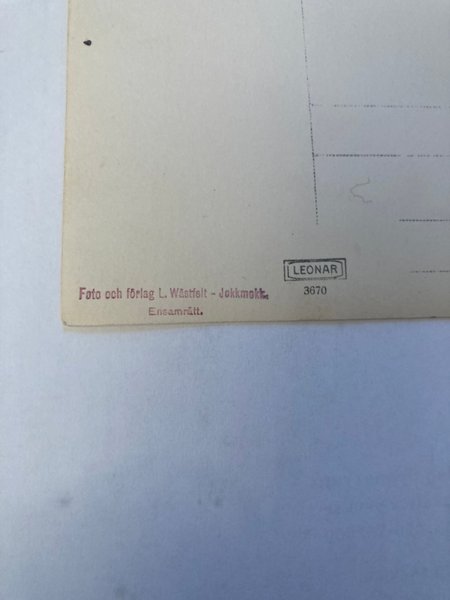 LEONAR
3670
Foto och förlag L. Wästfelt - Jokkmokk.
Ensamrätt.